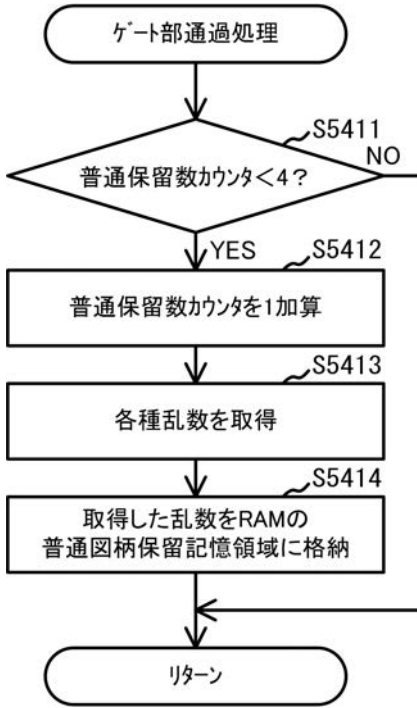 ｹﾞｰﾄ部通過処理
S5411
普通保留数ｶｳﾝﾀ＜4？
NO
YES
S5412
普通保留数ｶｳﾝﾀを1加算
S5413
各種乱数を取得
S5414
取得した乱数をRAMの
普通図柄保留記憶領域に格納
ﾘﾀｰﾝ